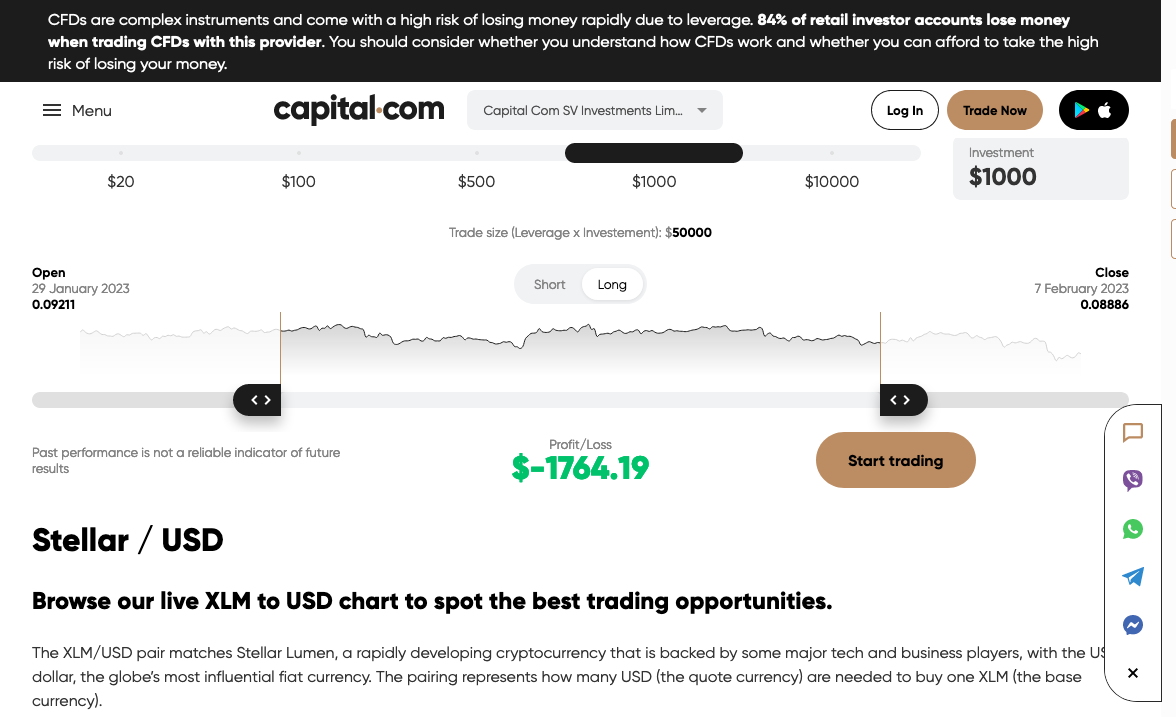 CFDs are complex instruments and come with a high risk of losing money rapidly due to leverage. 84% of retail investor accounts lose money
when trading CFDs with this provider. You should consider whether you understand how CFDs work and whether you can afford to take the high
risk of losing your money.
Menu
capital.com
Capital Com SV Investments Lim...
Log In
Trade Now
$20
$100
$500
$1000
$10000
Investment
$1000
Trade size (Leverage x Investement): $50000
Open
29 January 2023
0.09211
Short
Long
Close
7 February 2023
0.08886
Past performance is not a reliable indicator of future
results
Profit/Loss
$-1764.19
Start trading
Stellar / USD
Browse our live XLM to USD chart to spot the best trading opportunities.
The XLM/USD pair matches Stellar Lumen, a rapidly developing cryptocurrency that is backed by some major tech and business players, with the US
dollar, the globe’s most influential fiat currency. The pairing represents how many USD (the quote currency) are needed to buy one XLM (the base
currency).